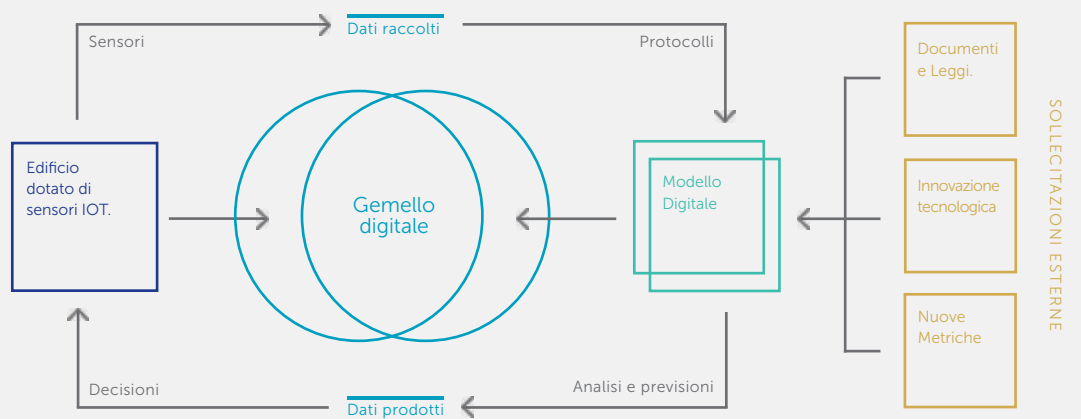 Sensori
Dati raccolti
Protocolli
Documenti
e Leggi.
Edificio
dotato di
sensori IOT.
Gemello
digitale
Modello
Digitale
Innovazione
tecnologica
SOLLECITAZIONI ESTERNE
Nuove
Metriche
Decisioni
Dati prodotti
Analisi e previsioni